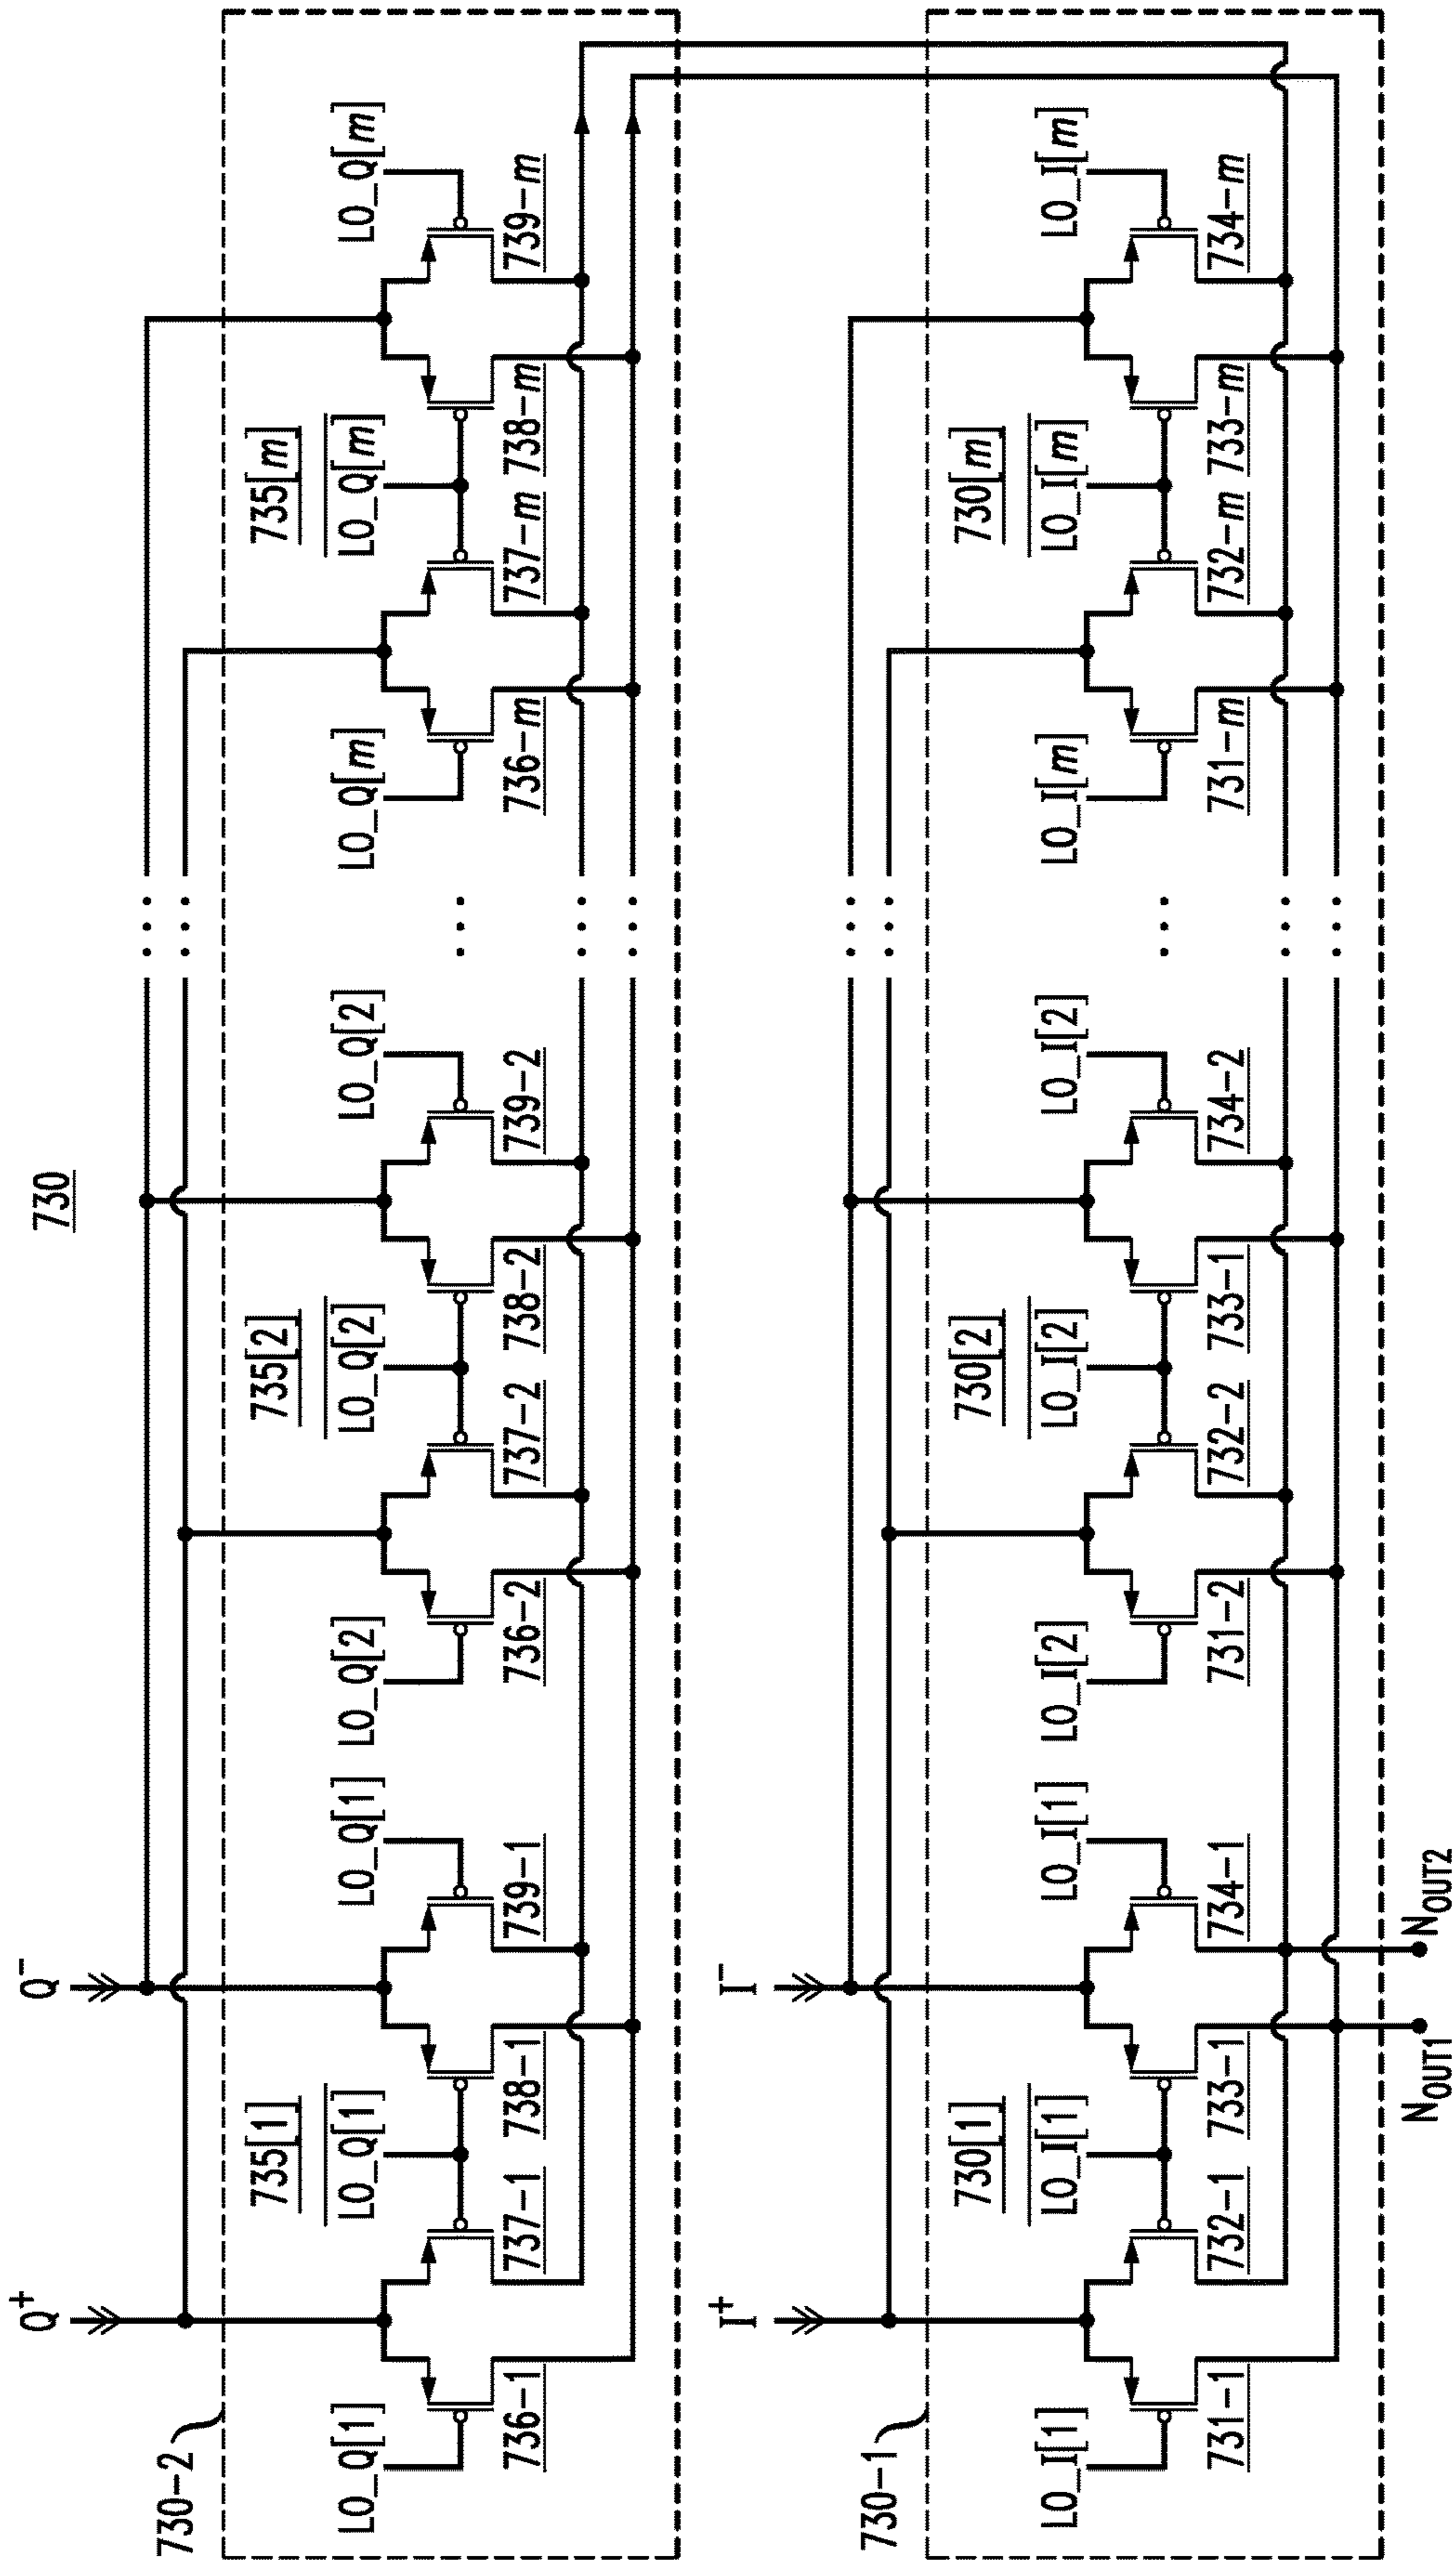 730
Q+ Q-
730-2
735[1] 735[2] 735[m]
LO_Q[1] LO_Q[1] LO_Q[1] LO_Q[2] LO_Q[2] LO_Q[2] LO_Q[m] LO_Q[m] LO_Q[m]
736-1 737-1 738-1 739-1 736-2 737-2 738-2 739-2 736-m 737-m 738-m 739-m
I+ I-
730-1
730[1] 730[2] 730[m]
LO_I[1] LO_I[1] LO_I[1] LO_I[2] LO_I[2] LO_I[2] LO_I[m] LO_I[m] LO_I[m]
731-1 732-1 733-1 734-1 731-2 732-2 733-1 734-2 731-m 732-m 733-m 734-m
NOUT1 NOUT2